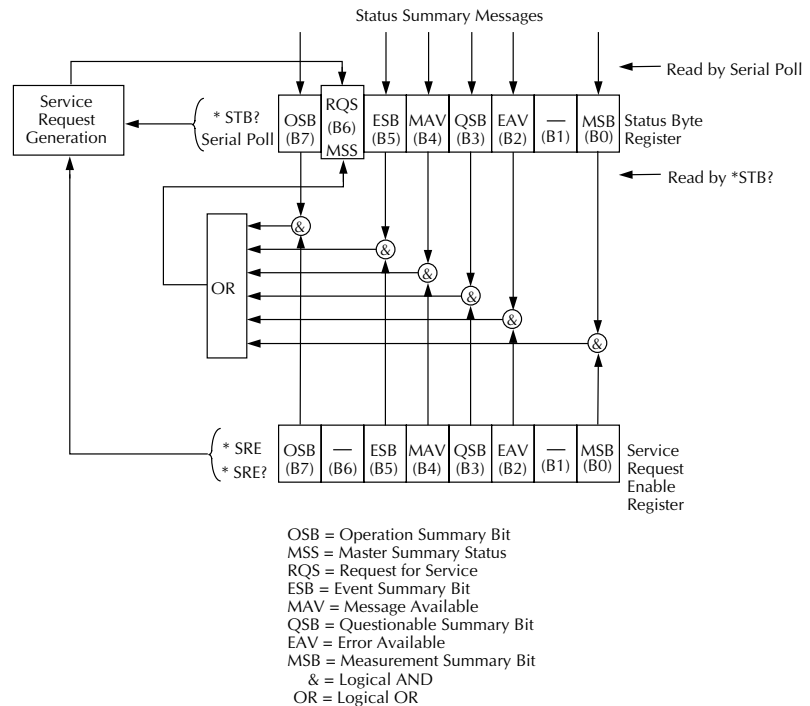 Status Summary Messages
Read by Serial Poll
Service
Request
Generation
* STB?
Serial Poll
OSB
(B7)
RQS
(B6)
MSS
ESB
(B5)
MAV
(B4)
QSB
(B3)
EAV
(B2)
—
(B1)
MSB
(B0)
Status Byte
Register
Read by *STB?
OR
&
&
&
&
&
&
* SRE
* SRE?
OSB
(B7)
—
(B6)
ESB
(B5)
MAV
(B4)
QSB
(B3)
EAV
(B2)
—
(B1)
MSB
(B0)
Service
Request
Enable
Register
OSB = Operation Summary Bit
MSS = Master Summary Status
RQS = Request for Service
ESB = Event Summary Bit
MAV = Message Available
QSB = Questionable Summary Bit
EAV = Error Available
MSB = Measurement Summary Bit
& = Logical AND
OR = Logical OR